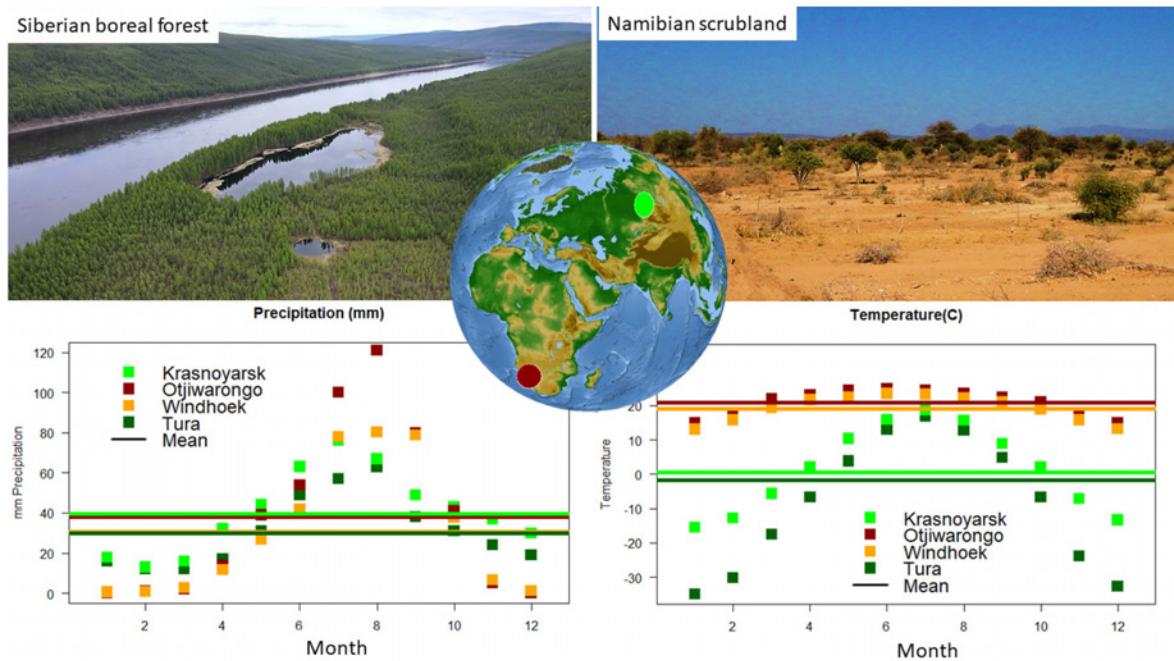 Siberian boreal forest
Namibian scrubland
Precipitation (mm)
Temperature(C)
mm Precipitation
120
100
80
60
40
20
0
Krasnoyarsk
Otjiwarongo
Windhoek
Tura
Mean
2
4
6
8
10
12
Month
Temperature
20
10
0
-10
-20
-30
Krasnoyarsk
Otjiwarongo
Windhoek
Tura
Mean
2
4
6
8
10
12
Month